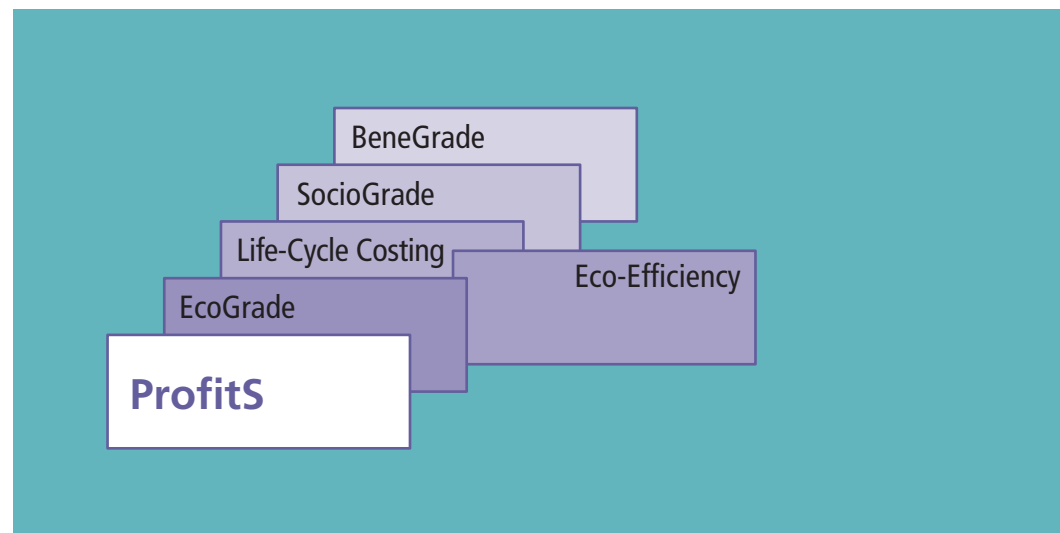 BeneGrade
SocioGrade
Life-Cycle Costing
Eco-Efficiency
EcoGrade
ProfitS